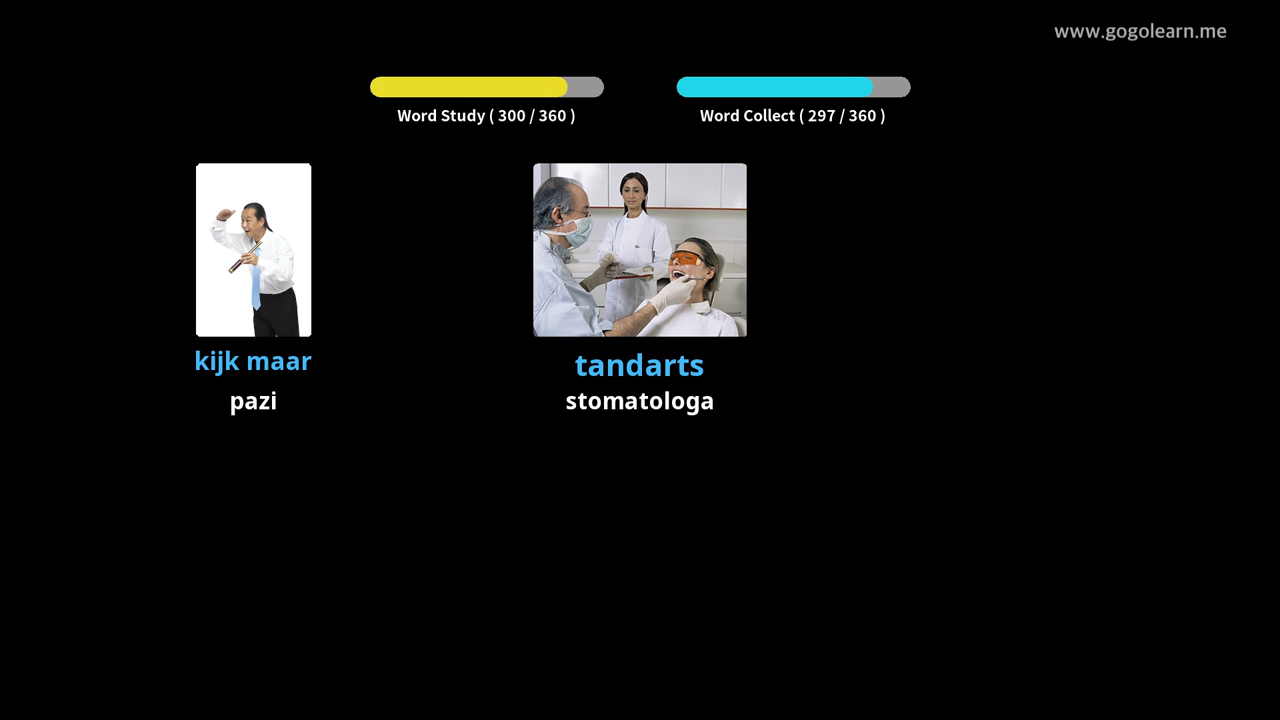 www.gogolearn.me
Word Study ( 300 / 360 )
Word Collect ( 297 / 360 )
kijk maar
pazi
tandarts
stomatologa